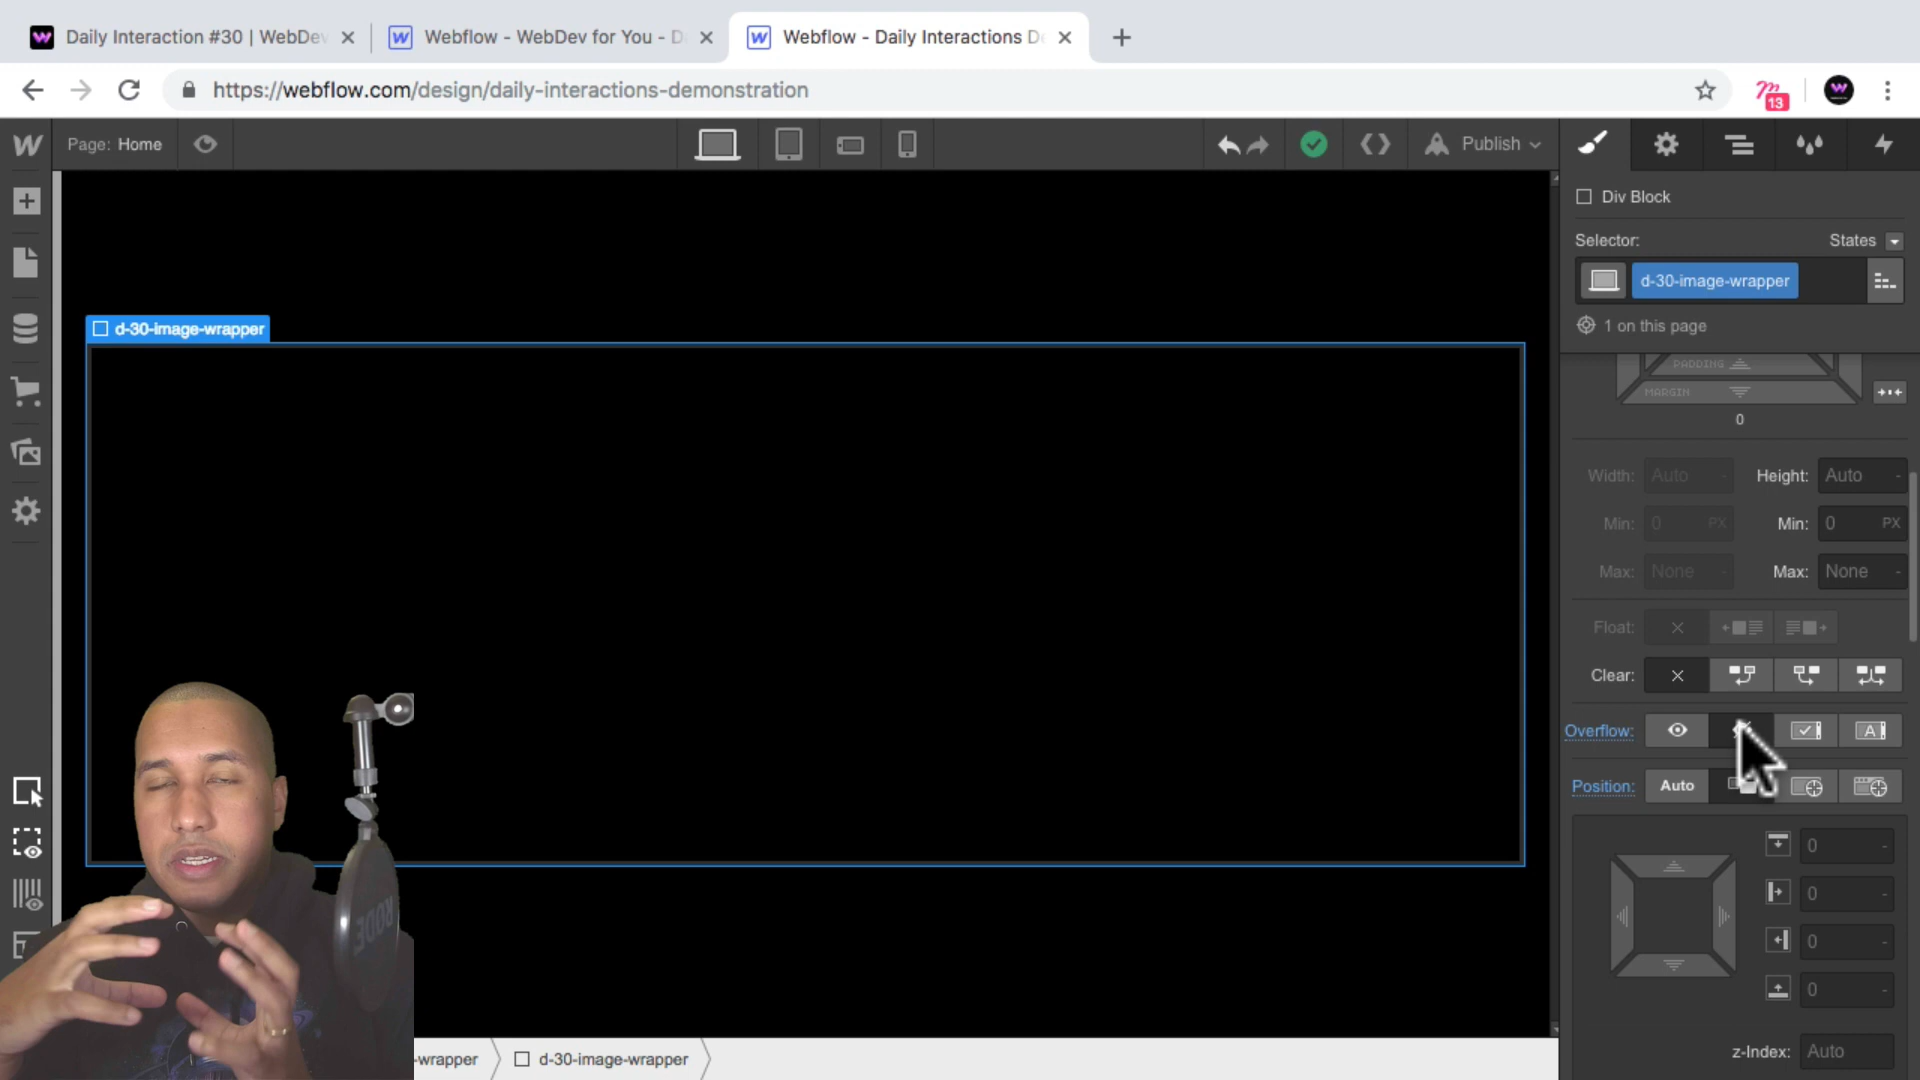 Daily Interaction #30 | WebDev
Webflow - WebDev for You - D
Webflow - Daily Interactions De
https://webflow.com/design/daily-interactions-demonstration
13
Page: Home
Publish
Div Block
Selector:
States
d-30-image-wrapper
1 on this page
d-30-image-wrapper
PADDING
MARGIN
0
Width: Auto -
Height: Auto -
Min: 0 PX
Min: 0 PX
Max: None -
Max: None -
Float:
Clear:
Overflow:
Position: Auto
0 -
0 -
0 -
0 -
z-Index: Auto
RODE
-wrapper
d-30-image-wrapper